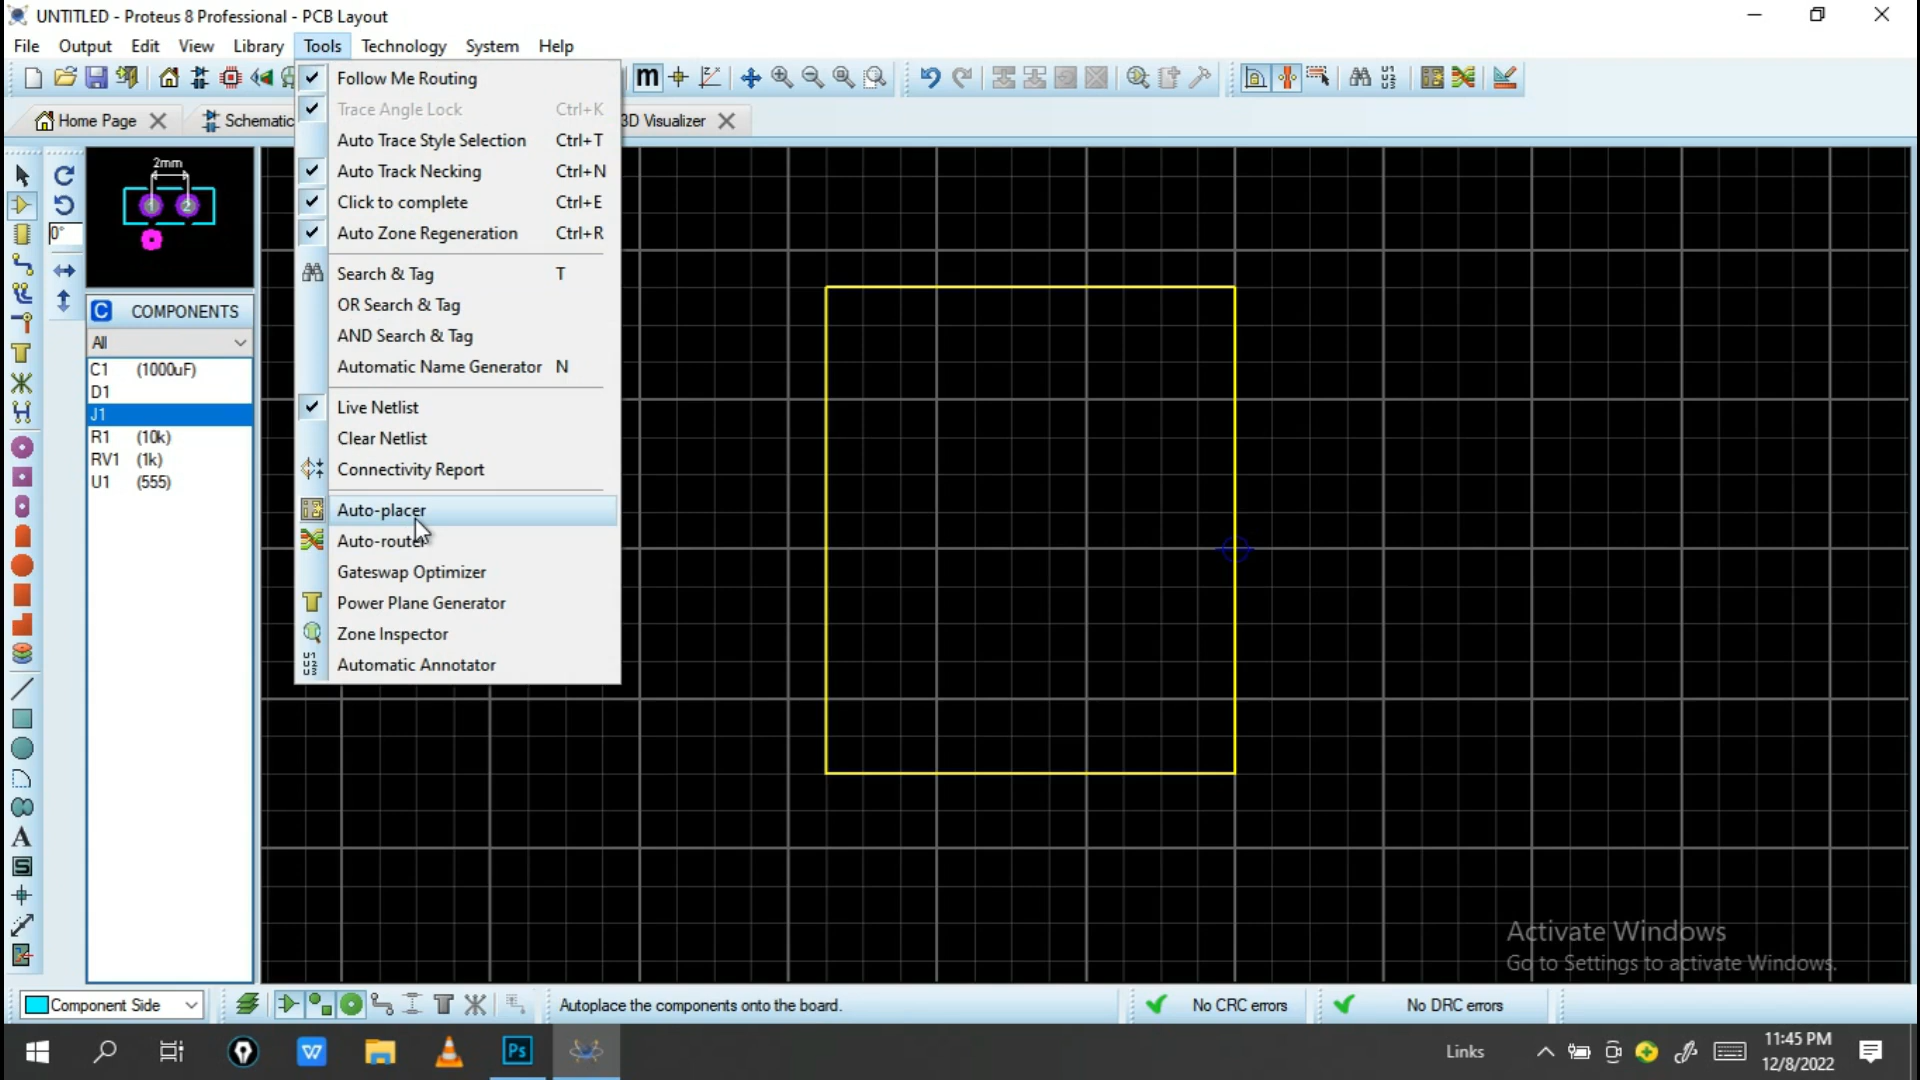 UNTITLED - Proteus 8 Professional - PCB Layout
File Output Edit View Library Tools Technology System Help
m
Home Page
Schematic
3D Visualizer
Follow Me Routing
Trace Angle Lock Ctrl+K
Auto Trace Style Selection Ctrl+T
Auto Track Necking Ctrl+N
Click to complete Ctrl+E
Auto Zone Regeneration Ctrl+R
Search & Tag T
OR Search & Tag
AND Search & Tag
Automatic Name Generator N
Live Netlist
Clear Netlist
Connectivity Report
Auto-placer
Auto-router
Gateswap Optimizer
Power Plane Generator
Zone Inspector
Automatic Annotator
2mm
1 2
0°
C COMPONENTS
All
C1 (1000uF)
D1
J1
R1 (10k)
RV1 (1k)
U1 (555)
A
S
Activate Windows
Go to Settings to activate Windows.
Component Side
Autoplace the components onto the board.
No CRC errors
No DRC errors
W
Ps
Links
11:45 PM
12/8/2022